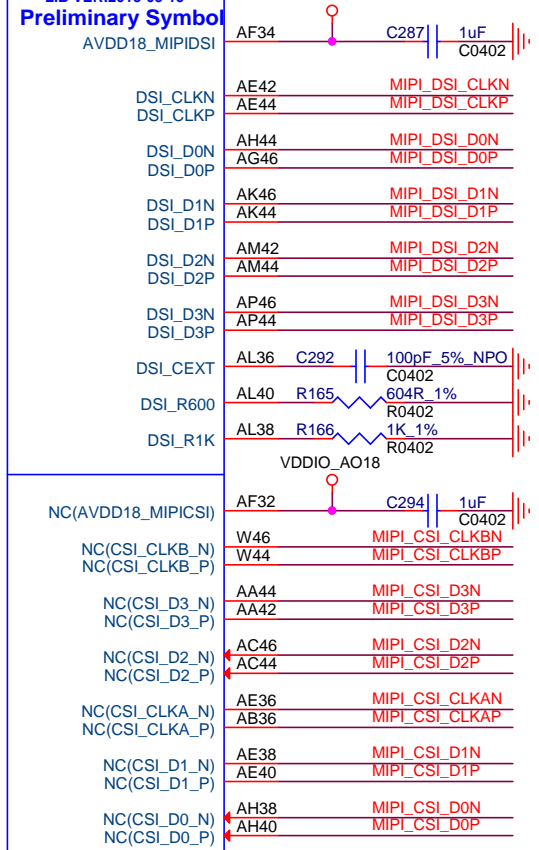 Preliminary Symbol
AVDD18_MIPIDSI AF34 C287 1uF
C0402
DSI_CLKN AE42 MIPI_DSI_CLKN
DSI_CLKP AE44 MIPI_DSI_CLKP
DSI_D0N AH44 MIPI_DSI_D0N
DSI_D0P AG46 MIPI_DSI_D0P
DSI_D1N AK46 MIPI_DSI_D1N
DSI_D1P AK44 MIPI_DSI_D1P
DSI_D2N AM42 MIPI_DSI_D2N
DSI_D2P AM44 MIPI_DSI_D2P
DSI_D3N AP46 MIPI_DSI_D3N
DSI_D3P AP44 MIPI_DSI_D3P
DSI_CEXT AL36 C292 100pF_5%_NPO
C0402
DSI_R600 AL40 R165 604R_1%
R0402
DSI_R1K AL38 R166 1K_1%
R0402
VDDIO_AO18
NC(AVDD18_MIPICSI) AF32 C294 1uF
C0402
NC(CSI_CLKB_N) W46 MIPI_CSI_CLKBN
NC(CSI_CLKB_P) W44 MIPI_CSI_CLKBP
NC(CSI_D3_N) AA44 MIPI_CSI_D3N
NC(CSI_D3_P) AA42 MIPI_CSI_D3P
NC(CSI_D2_N) AC46 MIPI_CSI_D2N
NC(CSI_D2_P) AC44 MIPI_CSI_D2P
NC(CSI_CLKA_N) AE36 MIPI_CSI_CLKAN
NC(CSI_CLKA_P) AB36 MIPI_CSI_CLKAP
NC(CSI_D1_N) AE38 MIPI_CSI_D1N
NC(CSI_D1_P) AE40 MIPI_CSI_D1P
NC(CSI_D0_N) AH38 MIPI_CSI_D0N
NC(CSI_D0_P) AH40 MIPI_CSI_D0P